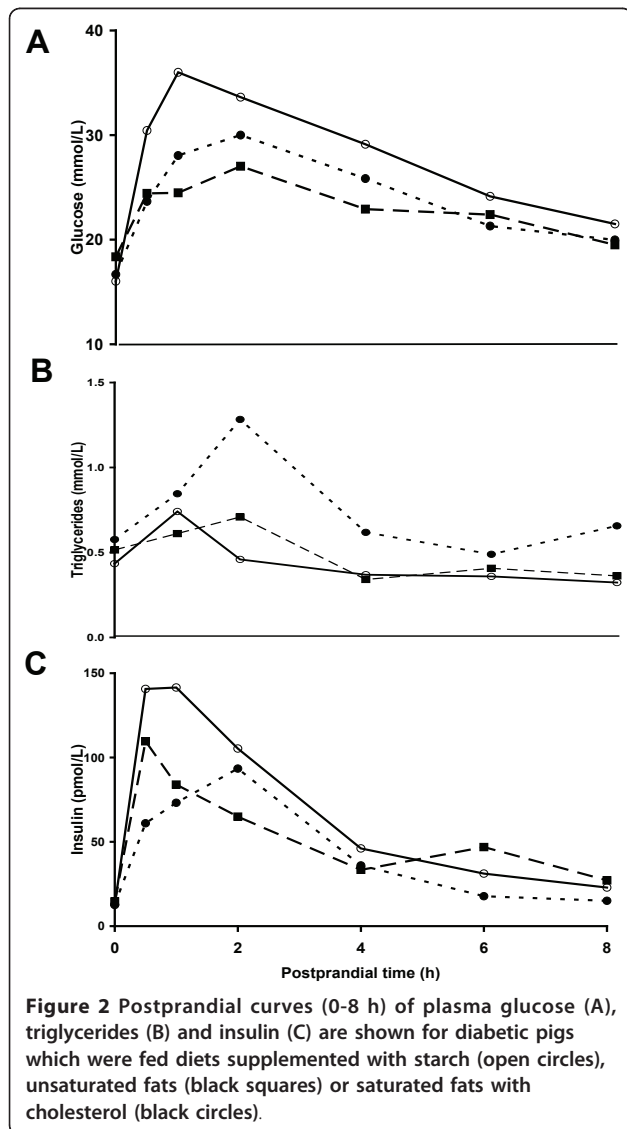 A
40
30
20
10
Glucose (mmol/L)
B
1.5
1.0
0.5
0.0
Triglycerides (mmol/L)
C
150
100
50
0
Insulin (pmol/L)
0 2 4 6 8
Postprandial time (h)
Figure 2 Postprandial curves (0-8 h) of plasma glucose (A),
triglycerides (B) and insulin (C) are shown for diabetic pigs
which were fed diets supplemented with starch (open circles),
unsaturated fats (black squares) or saturated fats with
cholesterol (black circles).